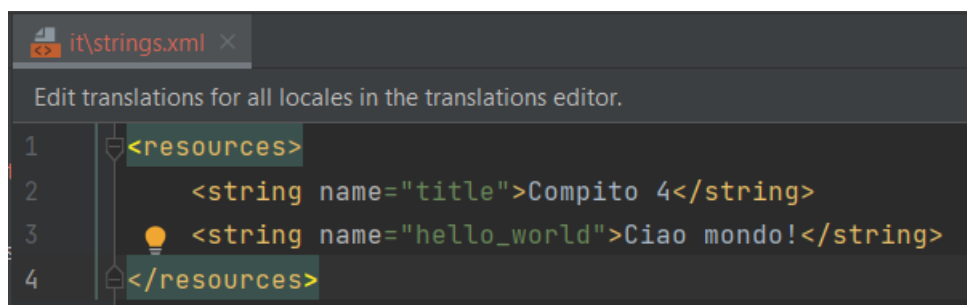 it\strings.xml
Edit translations for all locales in the translations editor.
1 <resources>
2 <string name="title">Compito 4</string>
3 <string name="hello_world">Ciao mondo!</string>
4 </resources>